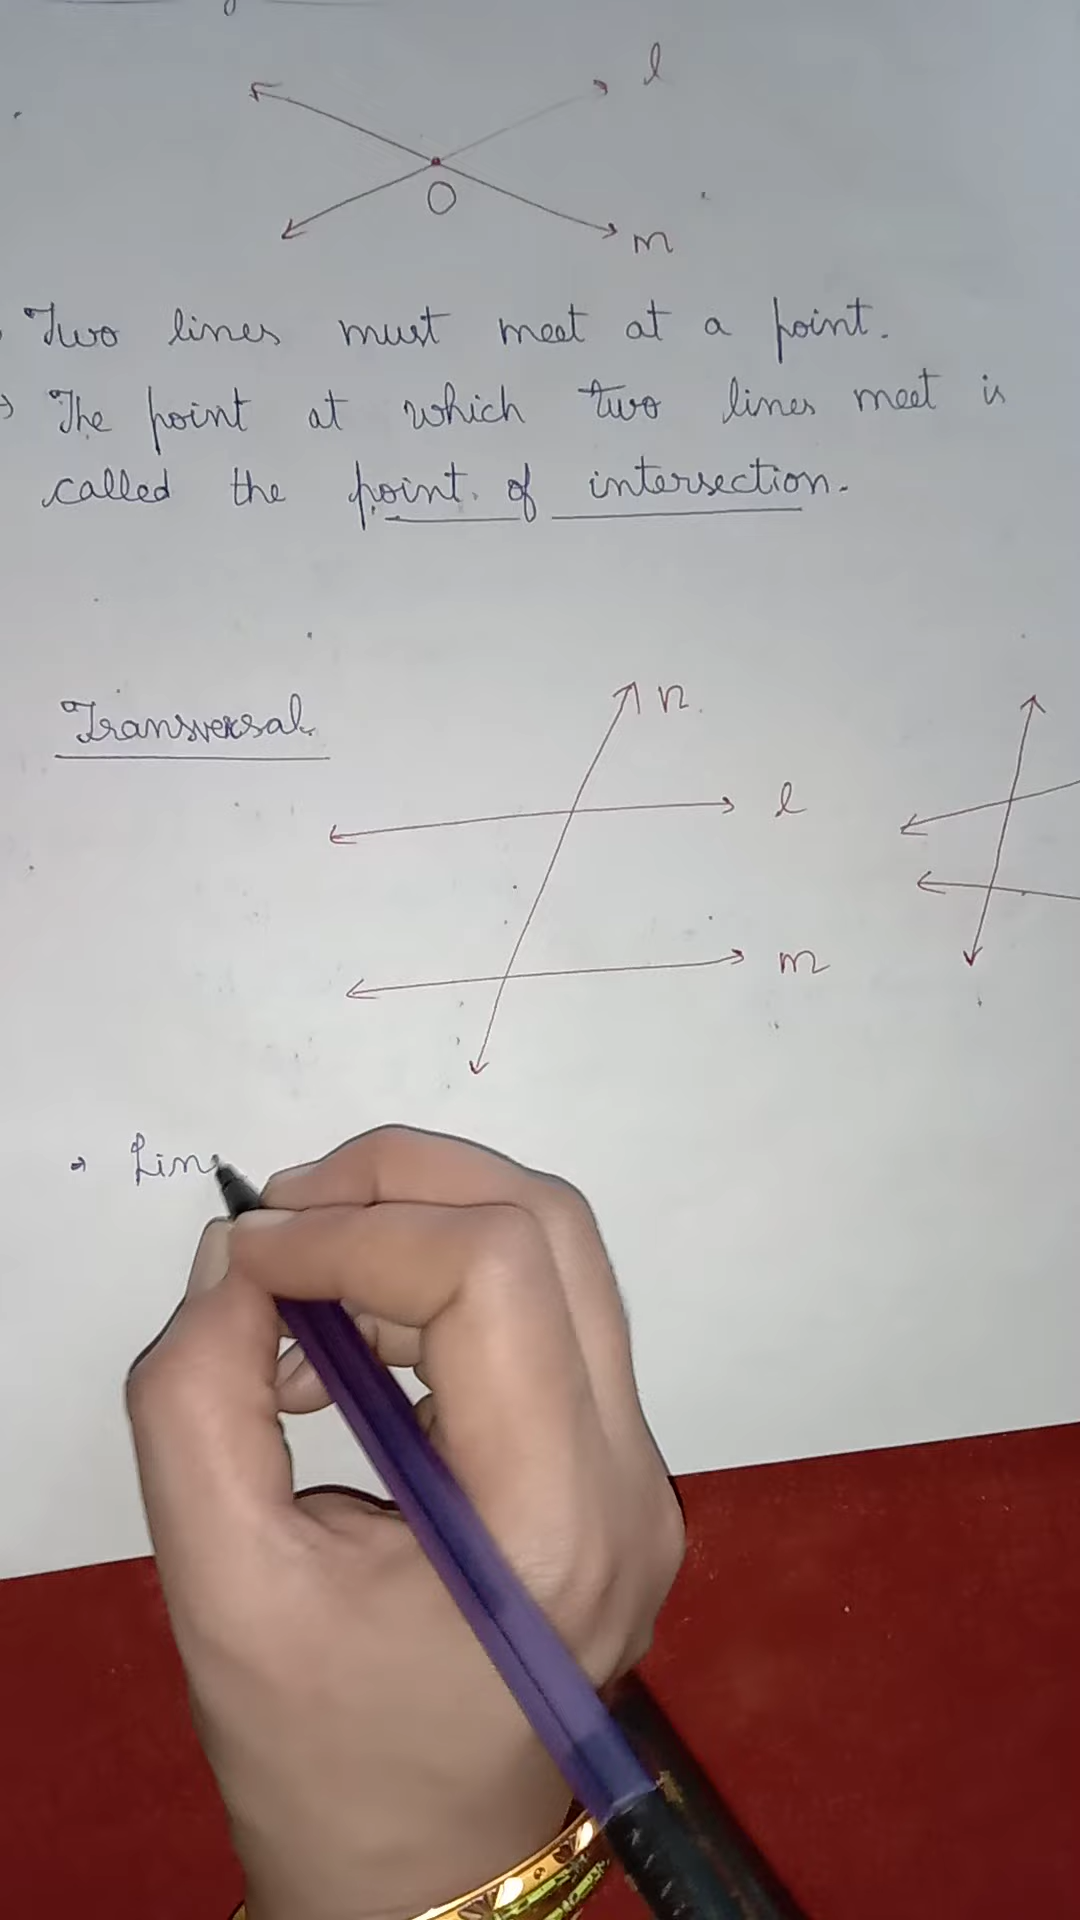 l
O
m
Two lines must meet at a point.
→ The point at which two lines meet is
called the point of intersection.
Transversal
n
l
m
→ Lin